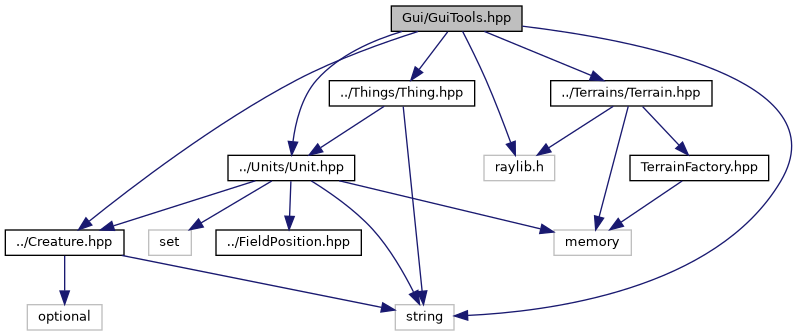 Gui/GuiTools.hpp
../Things/Thing.hpp
../Terrains/Terrain.hpp
../Units/Unit.hpp
raylib.h
TerrainFactory.hpp
../Creature.hpp
set
../FieldPosition.hpp
memory
optional
string